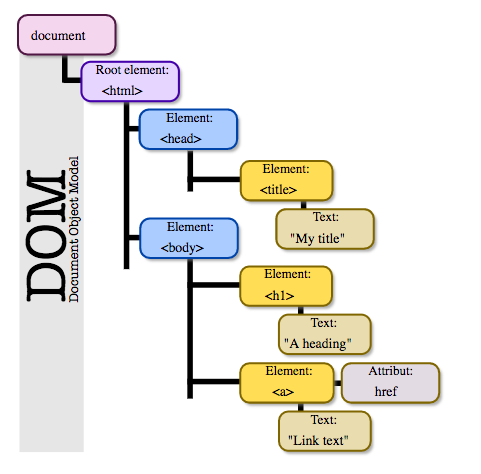 document
Root element:
<html>
Element:
<head>
Element:
<title>
Text:
"My title"
Element:
<body>
Element:
<h1>
Text:
"A heading"
Element:
<a>
Attribut:
href
Text:
"Link text"
DOM
Document Object Model